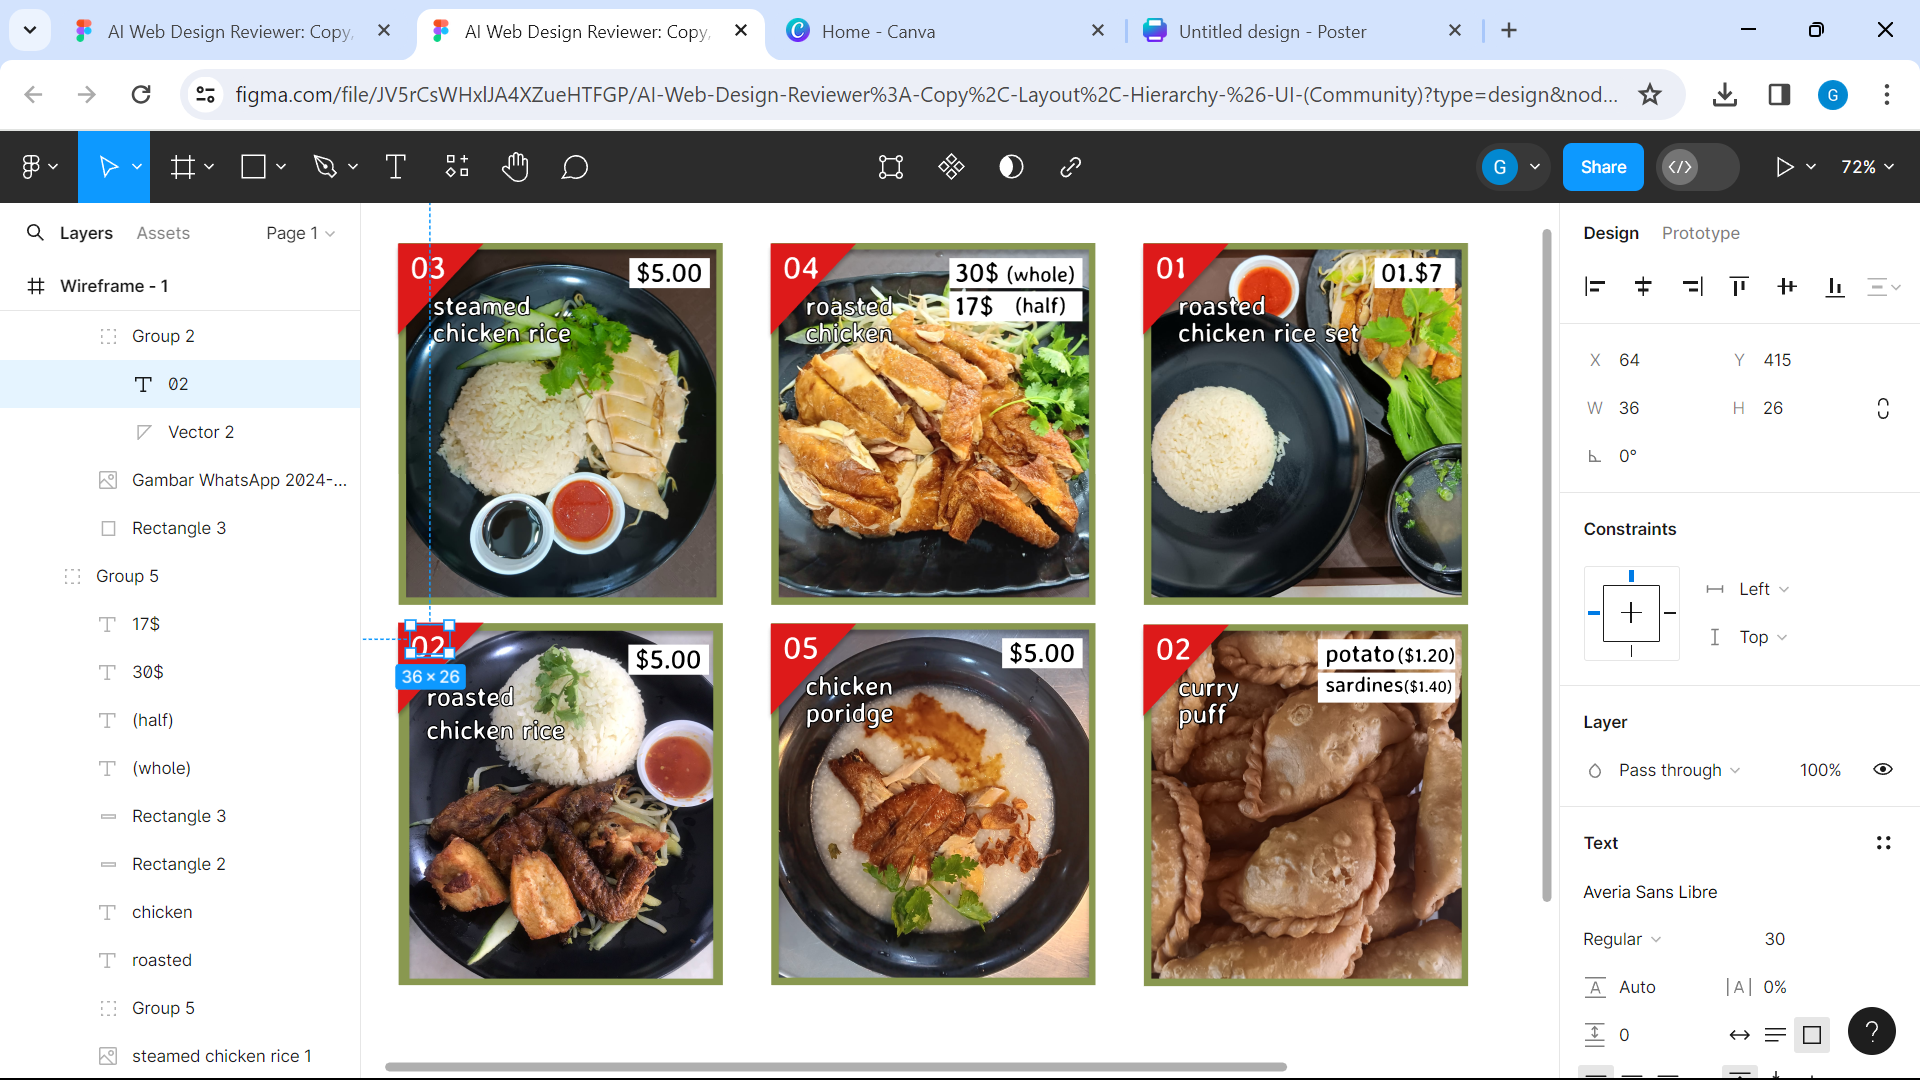 AI Web Design Reviewer: Copy,
AI Web Design Reviewer: Copy,
Home - Canva
Untitled design - Poster
figma.com/file/JV5rCsWHxlJA4XZueHTFGP/AI-Web-Design-Reviewer%3A-Copy%2C-Layout%2C-Hierarchy-%26-UI-(Community)?type=design&nod...
G
G
Share
72%
Layers
Assets
Page 1
Wireframe - 1
Group 2
02
Vector 2
Gambar WhatsApp 2024-...
Rectangle 3
Group 5
17$
30$
(half)
(whole)
Rectangle 3
Rectangle 2
chicken
roasted
Group 5
steamed chicken rice 1
03
$5.00
steamed
chicken rice
04
30$ (whole)
17$ (half)
roasted
chicken
01
01.$7
roasted
chicken rice set
02
36 × 26
$5.00
roasted
chicken rice
05
$5.00
chicken
poridge
02
potato ($1.20)
sardines($1.40)
curry
puff
Design
Prototype
X 64
Y 415
W 36
H 26
0°
Constraints
Left
Top
Layer
Pass through
100%
Text
Averia Sans Libre
Regular
30
Auto
0%
0
?